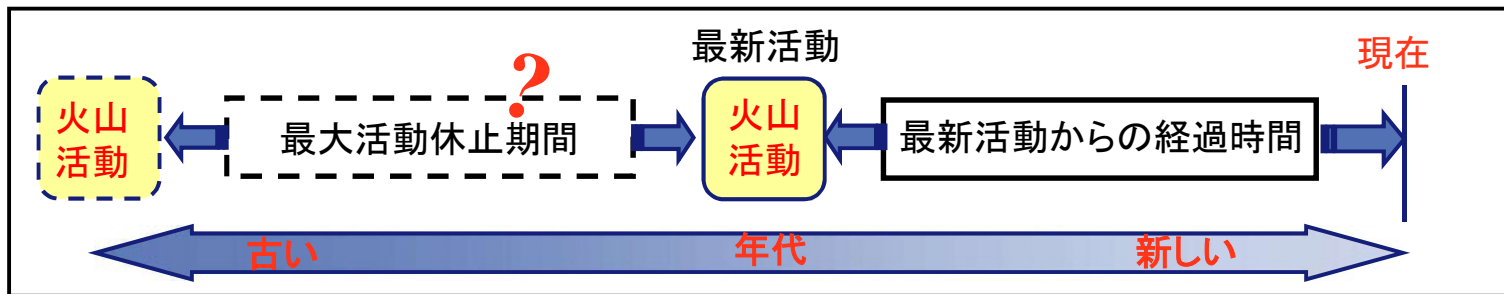 最新活動
現在
火山
活動
?
最大活動休止期間
火山
活動
最新活動からの経過時間
古い
年代
新しい